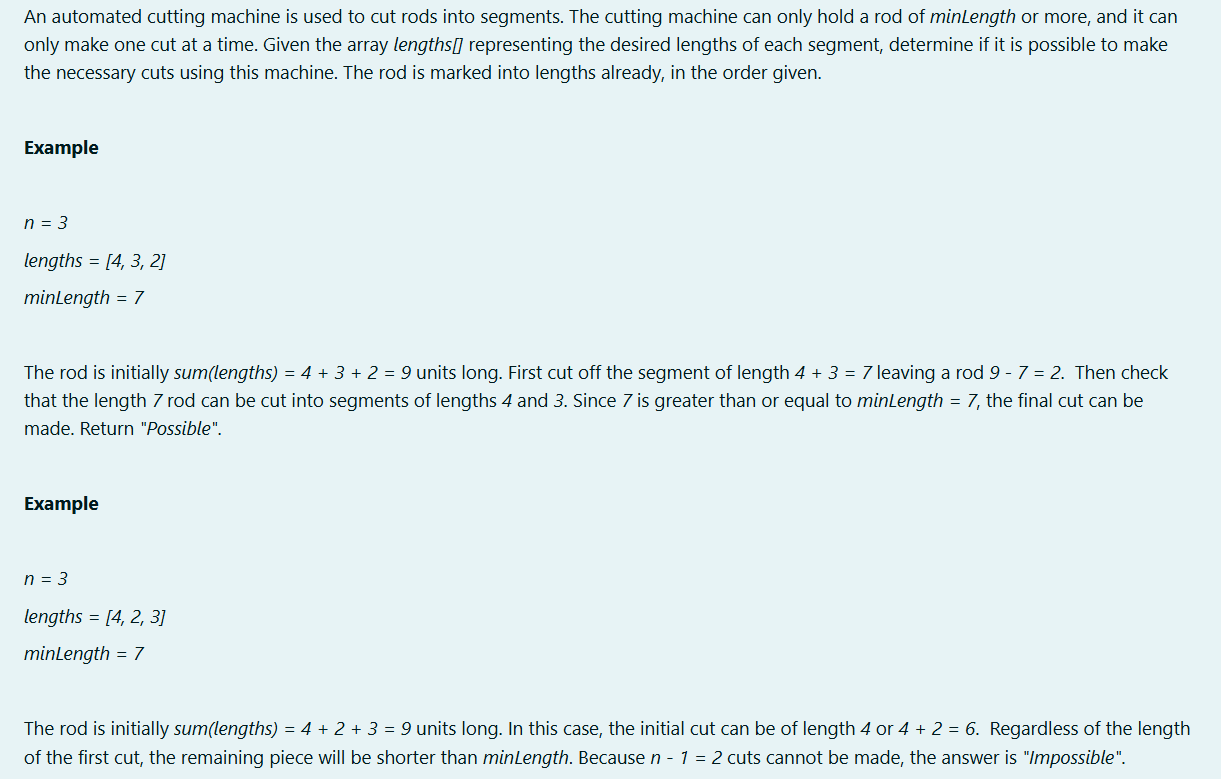 An automated cutting machine is used to cut rods into segments. The cutting machine can only hold a rod of minLength or more, and it can
only make one cut at a time. Given the array lengths[] representing the desired lengths of each segment, determine if it is possible to make
the necessary cuts using this machine. The rod is marked into lengths already, in the order given.
Example
n = 3
lengths = [4, 3, 2]
minLength = 7
The rod is initially sum(lengths) = 4 + 3 + 2 = 9 units long. First cut off the segment of length 4 + 3 = 7 leaving a rod 9 - 7 = 2. Then check
that the length 7 rod can be cut into segments of lengths 4 and 3. Since 7 is greater than or equal to minLength = 7, the final cut can be
made. Return "Possible".
Example
n = 3
lengths = [4, 2, 3]
minLength = 7
The rod is initially sum(lengths) = 4 + 2 + 3 = 9 units long. In this case, the initial cut can be of length 4 or 4 + 2 = 6. Regardless of the length
of the first cut, the remaining piece will be shorter than minLength. Because n - 1 = 2 cuts cannot be made, the answer is "Impossible".